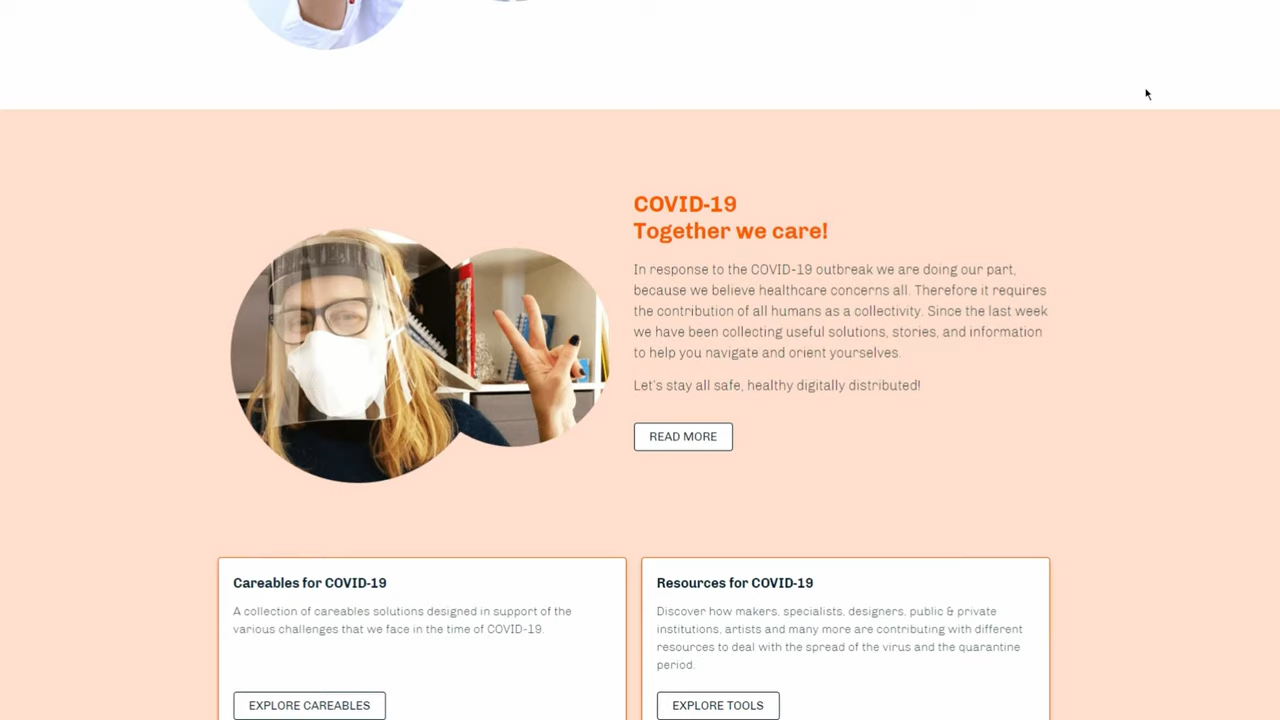 COVID-19
Together we care!
In response to the COVID-19 outbreak we are doing our part,
because we believe healthcare concerns all. Therefore it requires
the contribution of all humans as a collectivity. Since the last week
we have been collecting useful solutions, stories, and information
to help you navigate and orient yourselves.
Let's stay all safe, healthy digitally distributed!
READ MORE
Careables for COVID-19
A collection of careables solutions designed in support of the
various challenges that we face in the time of COVID-19.
EXPLORE CAREABLES
Resources for COVID-19
Discover how makers, specialists, designers, public & private
institutions, artists and many more are contributing with different
resources to deal with the spread of the virus and the quarantine
period.
EXPLORE TOOLS